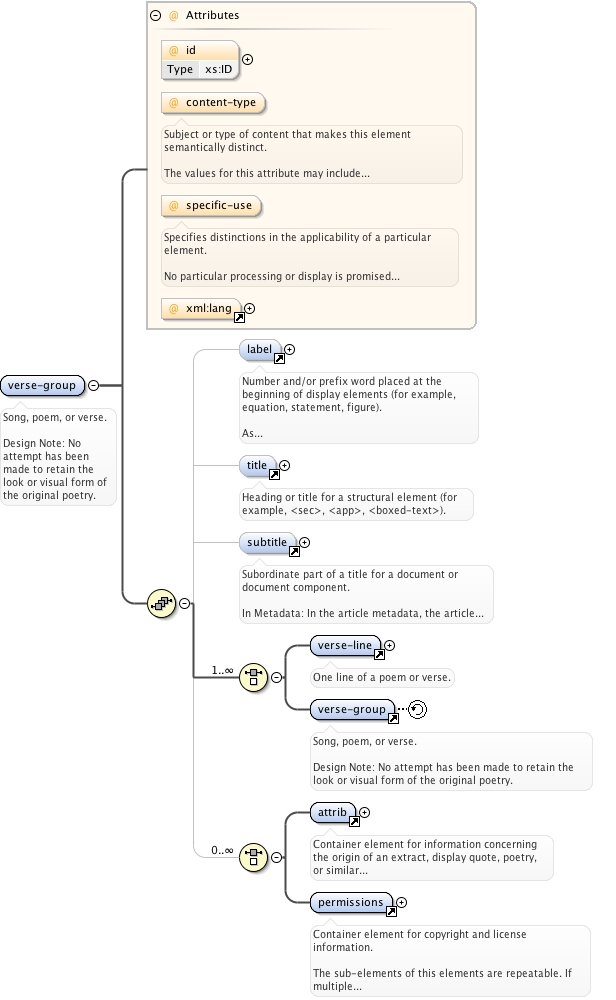 Attributes
@ id
Type xs:ID
@ content-type
Subject or type of content that makes this element
semantically distinct.
The values for this attribute may include...
@ specific-use
Specifies distinctions in the applicability of a particular
element.
No particular processing or display is promised...
@ xml:lang
verse-group
Song, poem, or verse.
Design Note: No
attempt has been
made to retain the
look or visual form of
the original poetry.
label
Number and/or prefix word placed at the
beginning of display elements (for example,
equation, statement, figure).
As...
title
Heading or title for a structural element (for
example, <sec>, <app>, <boxed-text>).
subtitle
Subordinate part of a title for a document or
document component.
In Metadata: In the article metadata, the article...
1..∞
verse-line
One line of a poem or verse.
verse-group
Song, poem, or verse.
Design Note: No attempt has been made to retain the
look or visual form of the original poetry.
0..∞
attrib
Container element for information concerning
the origin of an extract, display quote, poetry,
or similar...
permissions
Container element for copyright and license
information.
The sub-elements of this elements are repeatable. If
multiple...